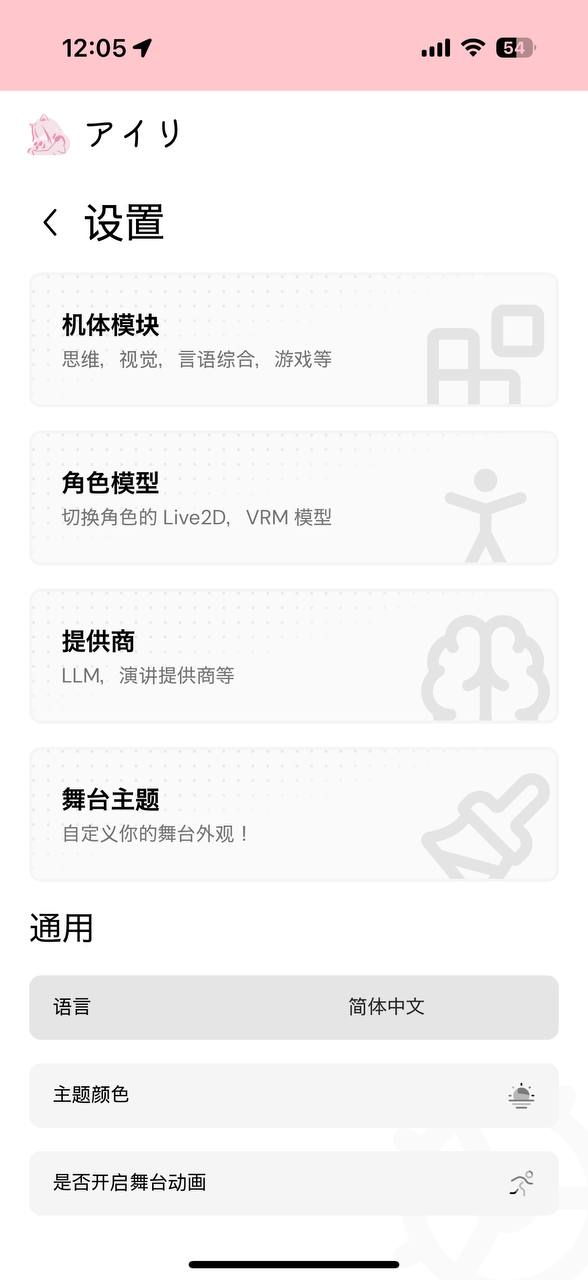 12:05
54
アイリ
设置
机体模块
思维，视觉，言语综合，游戏等
角色模型
切换角色的 Live2D，VRM 模型
提供商
LLM，演讲提供商等
舞台主题
自定义你的舞台外观！
通用
语言 简体中文
主题颜色
是否开启舞台动画